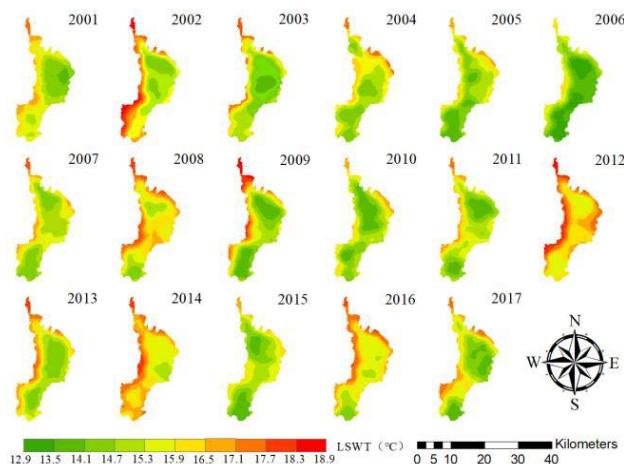 2001 2002 2003 2004 2005 2006
2007 2008 2009 2010 2011 2012
2013 2014 2015 2016 2017
N
W E
S
LSWT（℃）
12.9 13.5 14.1 14.7 15.3 15.9 16.5 17.1 17.7 18.3 18.9
Kilometers
0 5 10 20 30 40